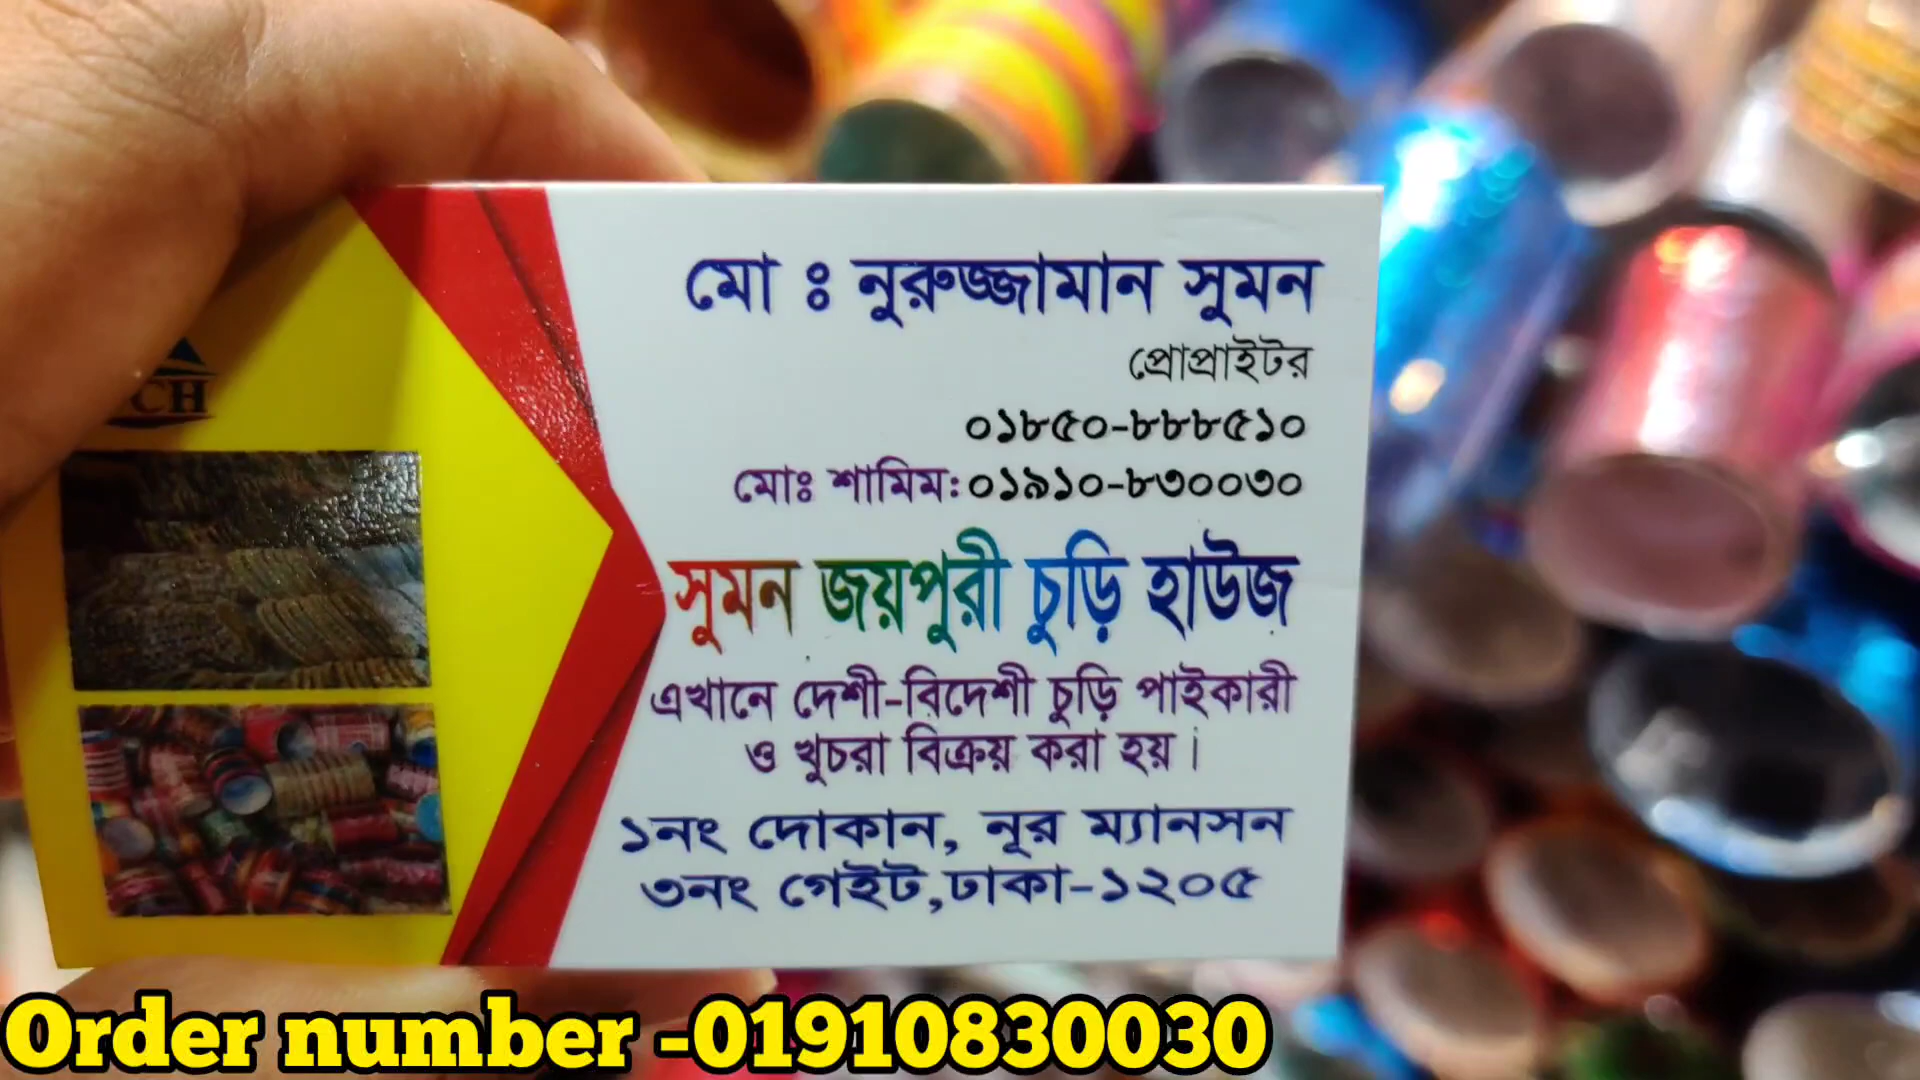 মো ঃ নুরুজ্জামান সুমন
প্রোপ্রাইটর
০১৮৫০-৮৮৮৫১০
মোঃ শামিম:০১৯১০-৮৩০০৩০
সুমন জয়পুরী চুড়ি হাউজ
এখানে দেশী-বিদেশী চুড়ি পাইকারী
ও খুচরা বিক্রয় করা হয়।
১নং দোকান, নূর ম্যানসন
৩নং গেইট,ঢাকা-১২০৫
Order number -01910830030